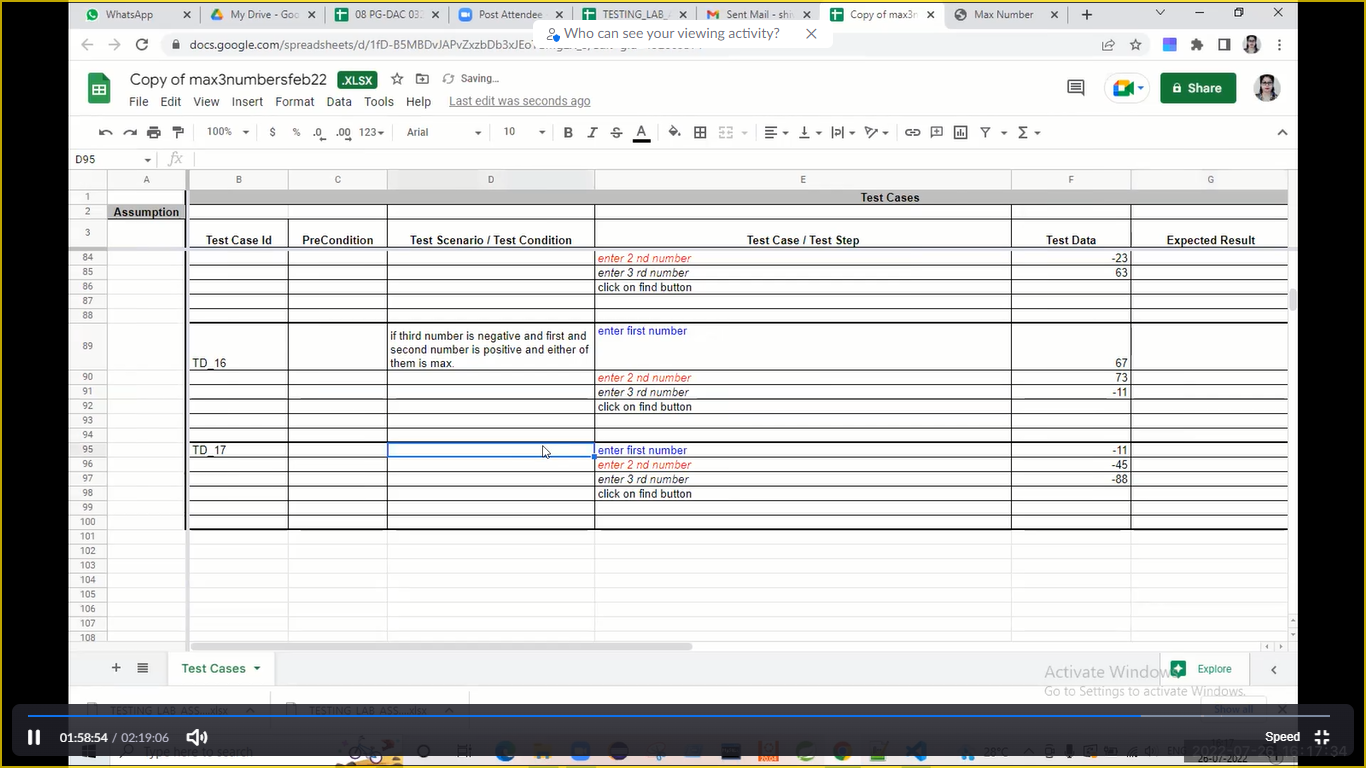 WhatsApp
My Drive - Goo
08 PG-DAC 032
Post Attendee
TESTING_LAB_
Sent Mail - shi
Copy of max3n
Max Number
docs.google.com/spreadsheets/d/1fD-B5MBDvJAPvZxzbDb3xJEo
Who can see your viewing activity?
Copy of max3numbersfeb22 .XLSX
Saving…
File Edit View Insert Format Data Tools Help Last edit was seconds ago
Share
100% $ % .0 .00 123 Arial 10 B I S A
D95 fx
A B C D E F G
1 Test Cases
2 Assumption
3 Test Case Id PreCondition Test Scenario / Test Condition Test Case / Test Step Test Data Expected Result
84 enter 2 nd number -23
85 enter 3 rd number 63
86 click on find button
87
88
89 TD_16 if third number is negative and first and
second number is positive and either of
them is max.
enter first number 67
90 enter 2 nd number 73
91 enter 3 rd number -11
92 click on find button
93
94
95 TD_17 enter first number -11
96 enter 2 nd number -45
97 enter 3 rd number -88
98 click on find button
99
100
101
102
103
104
105
106
107
108
Test Cases
Explore
Activate Windows
Go to Settings to activate Windows.
TESTING_LAB_ASS....xlsx
TESTING_LAB_ASS....xlsx
Show all
01:58:54 / 02:19:06
Speed
Type here to search
28°C
ENG
2022-07-26 16:17:34
26-07-2022